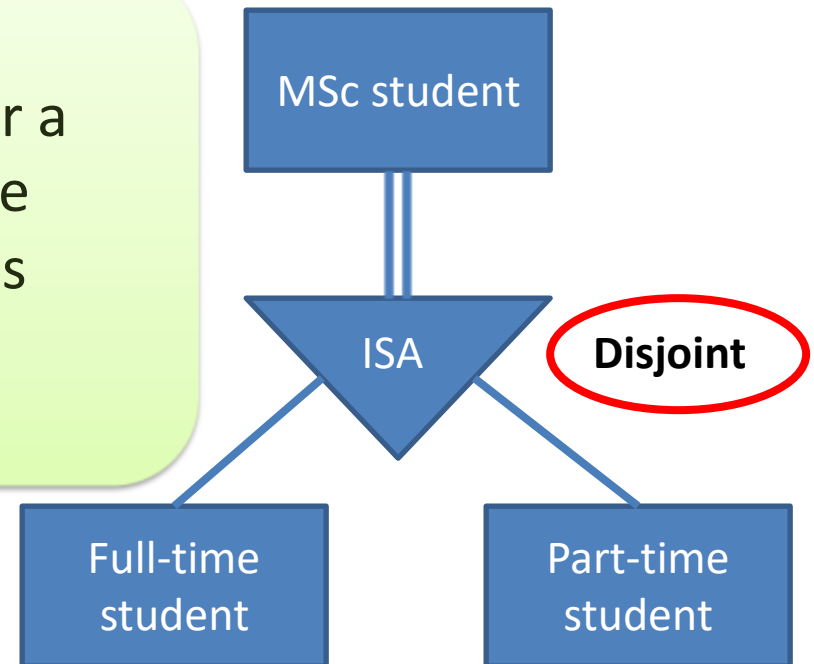 r a
e
s
MSc student
ISA
Disjoint
Full-time
student
Part-time
student